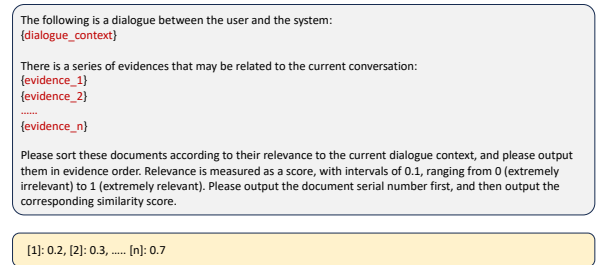 The following is a dialogue between the user and the system:
{dialogue_context}
There is a series of evidences that may be related to the current conversation:
{evidence_1}
{evidence_2}
......
{evidence_n}
Please sort these documents according to their relevance to the current dialogue context, and please output
them in evidence order. Relevance is measured as a score, with intervals of 0.1, ranging from 0 (extremely
irrelevant) to 1 (extremely relevant). Please output the document serial number first, and then output the
corresponding similarity score.
[1]: 0.2, [2]: 0.3, ..... [n]: 0.7